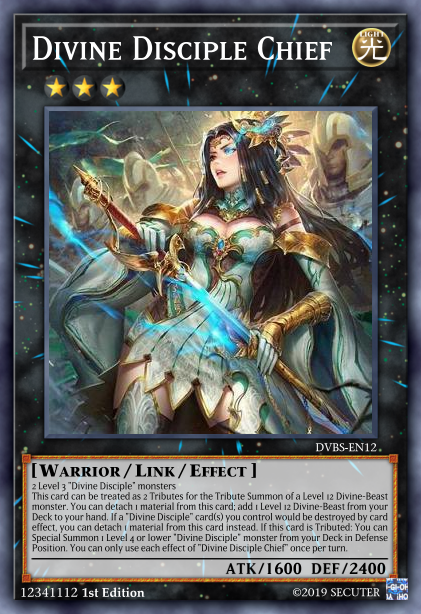 Divine Disciple Chief
LIGHT
光
DVBS-EN12
[Warrior / Link / Effect ]
2 Level 3 "Divine Disciple" monsters
This card can be treated as 2 Tributes for the Tribute Summon of a Level 12 Divine-Beast
monster. You can detach 1 material from this card; add 1 Level 12 Divine-Beast from your
Deck to your hand. If a "Divine Disciple" card(s) you control would be destroyed by card
effect, you can detach 1 material from this card instead. If this card is Tributed: You can
Special Summon 1 Level 4 or lower "Divine Disciple" monster from your Deck in Defense
Position. You can only use each effect of "Divine Disciple Chief" once per turn.
ATK/1600 DEF/2400
12341112 1st Edition ©2019 SECUTER